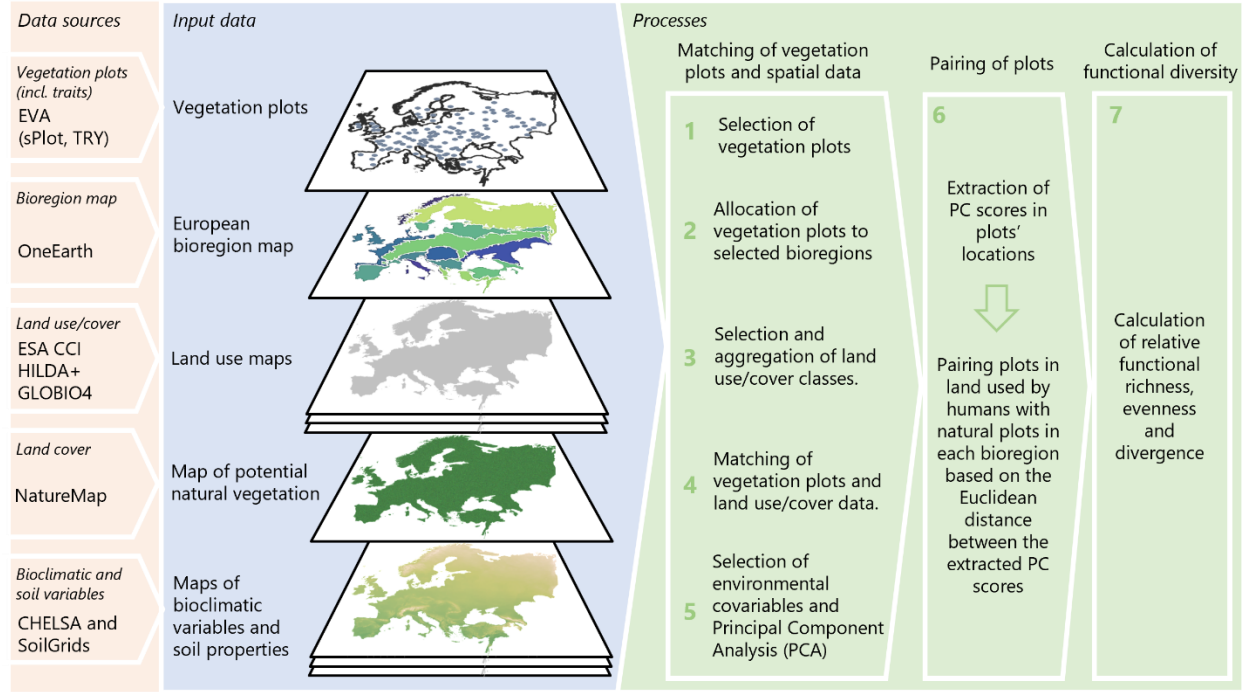 Data sources
Vegetation plots
(incl. traits)
EVA
(sPlot, TRY)
Bioregion map
OneEarth
Land use/cover
ESA CCI
HILDA+
GLOBIO4
Land cover
NatureMap
Bioclimatic and
soil variables
CHELSA and
SoilGrids
Input data
Vegetation plots
European
bioregion map
Land use maps
Map of potential
natural vegetation
Maps of
bioclimatic
variables and
soil properties
Processes
Matching of vegetation
plots and spatial data
1
Selection of
vegetation plots
2
Allocation of
vegetation plots to
selected bioregions
3
Selection and
aggregation of land
use/cover classes.
4
Matching of
vegetation plots and
land use/cover data.
5
Selection of
environmental
covariables and
Principal Component
Analysis (PCA)
Pairing of plots
6
Extraction of
PC scores in
plots'
locations
Pairing plots in
land used by
humans with
natural plots in
each bioregion
based on the
Euclidean
distance
between the
extracted PC
scores
Calculation of
functional diversity
7
Calculation
of relative
functional
richness,
evenness
and
divergence